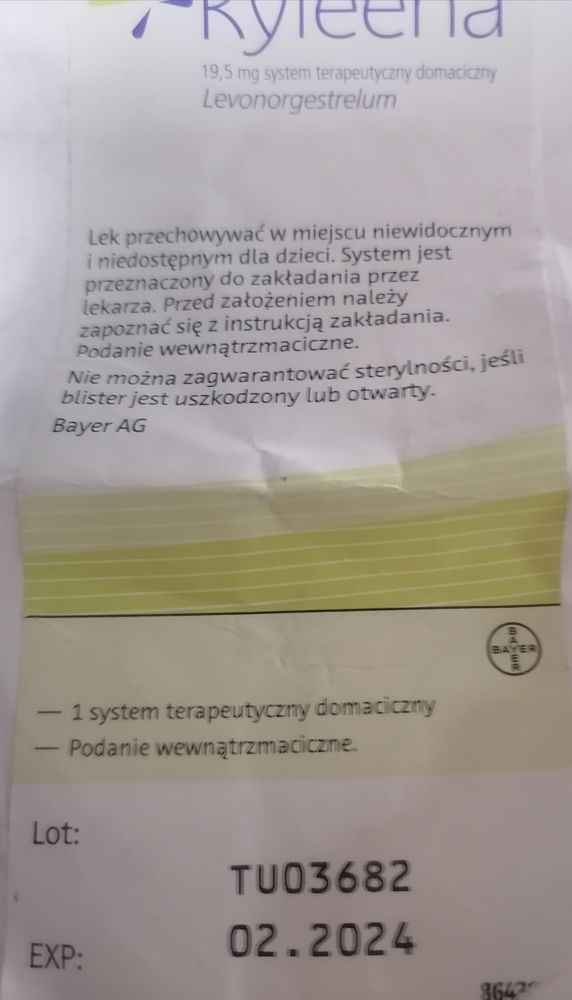 Kyleena
19,5 mg system terapeutyczny domaciczny
Levonorgestrelum
Lek przechowywać w miejscu niewidocznym
i niedostępnym dla dzieci. System jest
przeznaczony do zakładania przez
lekarza. Przed założeniem należy
zapoznać się z instrukcją zakładania.
Podanie wewnątrzmaciczne.
Nie można zagwarantować sterylności, jeśli
blister jest uszkodzony lub otwarty.
Bayer AG
BAYER
BAYER
— 1 system terapeutyczny domaciczny
— Podanie wewnątrzmaciczne.
Lot:
TU03682
EXP:
02.2024